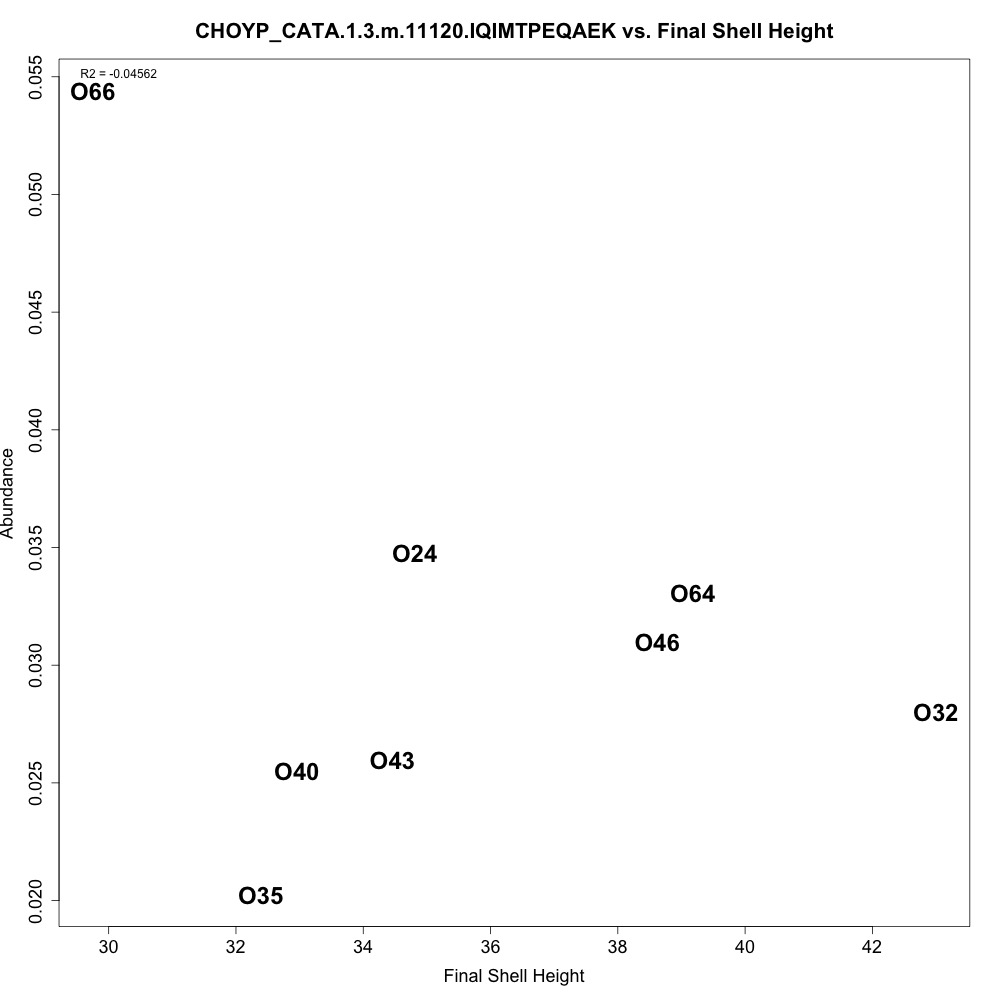 CHOYP_CATA.1.3.m.11120.IQIMTPEQAEK vs. Final Shell Height
R2 = -0.04562
O66
O24
O64
O46
O32
O43
O40
O35
0.055
0.050
0.045
0.040
0.035
0.030
0.025
0.020
Abundance
30 32 34 36 38 40 42
Final Shell Height